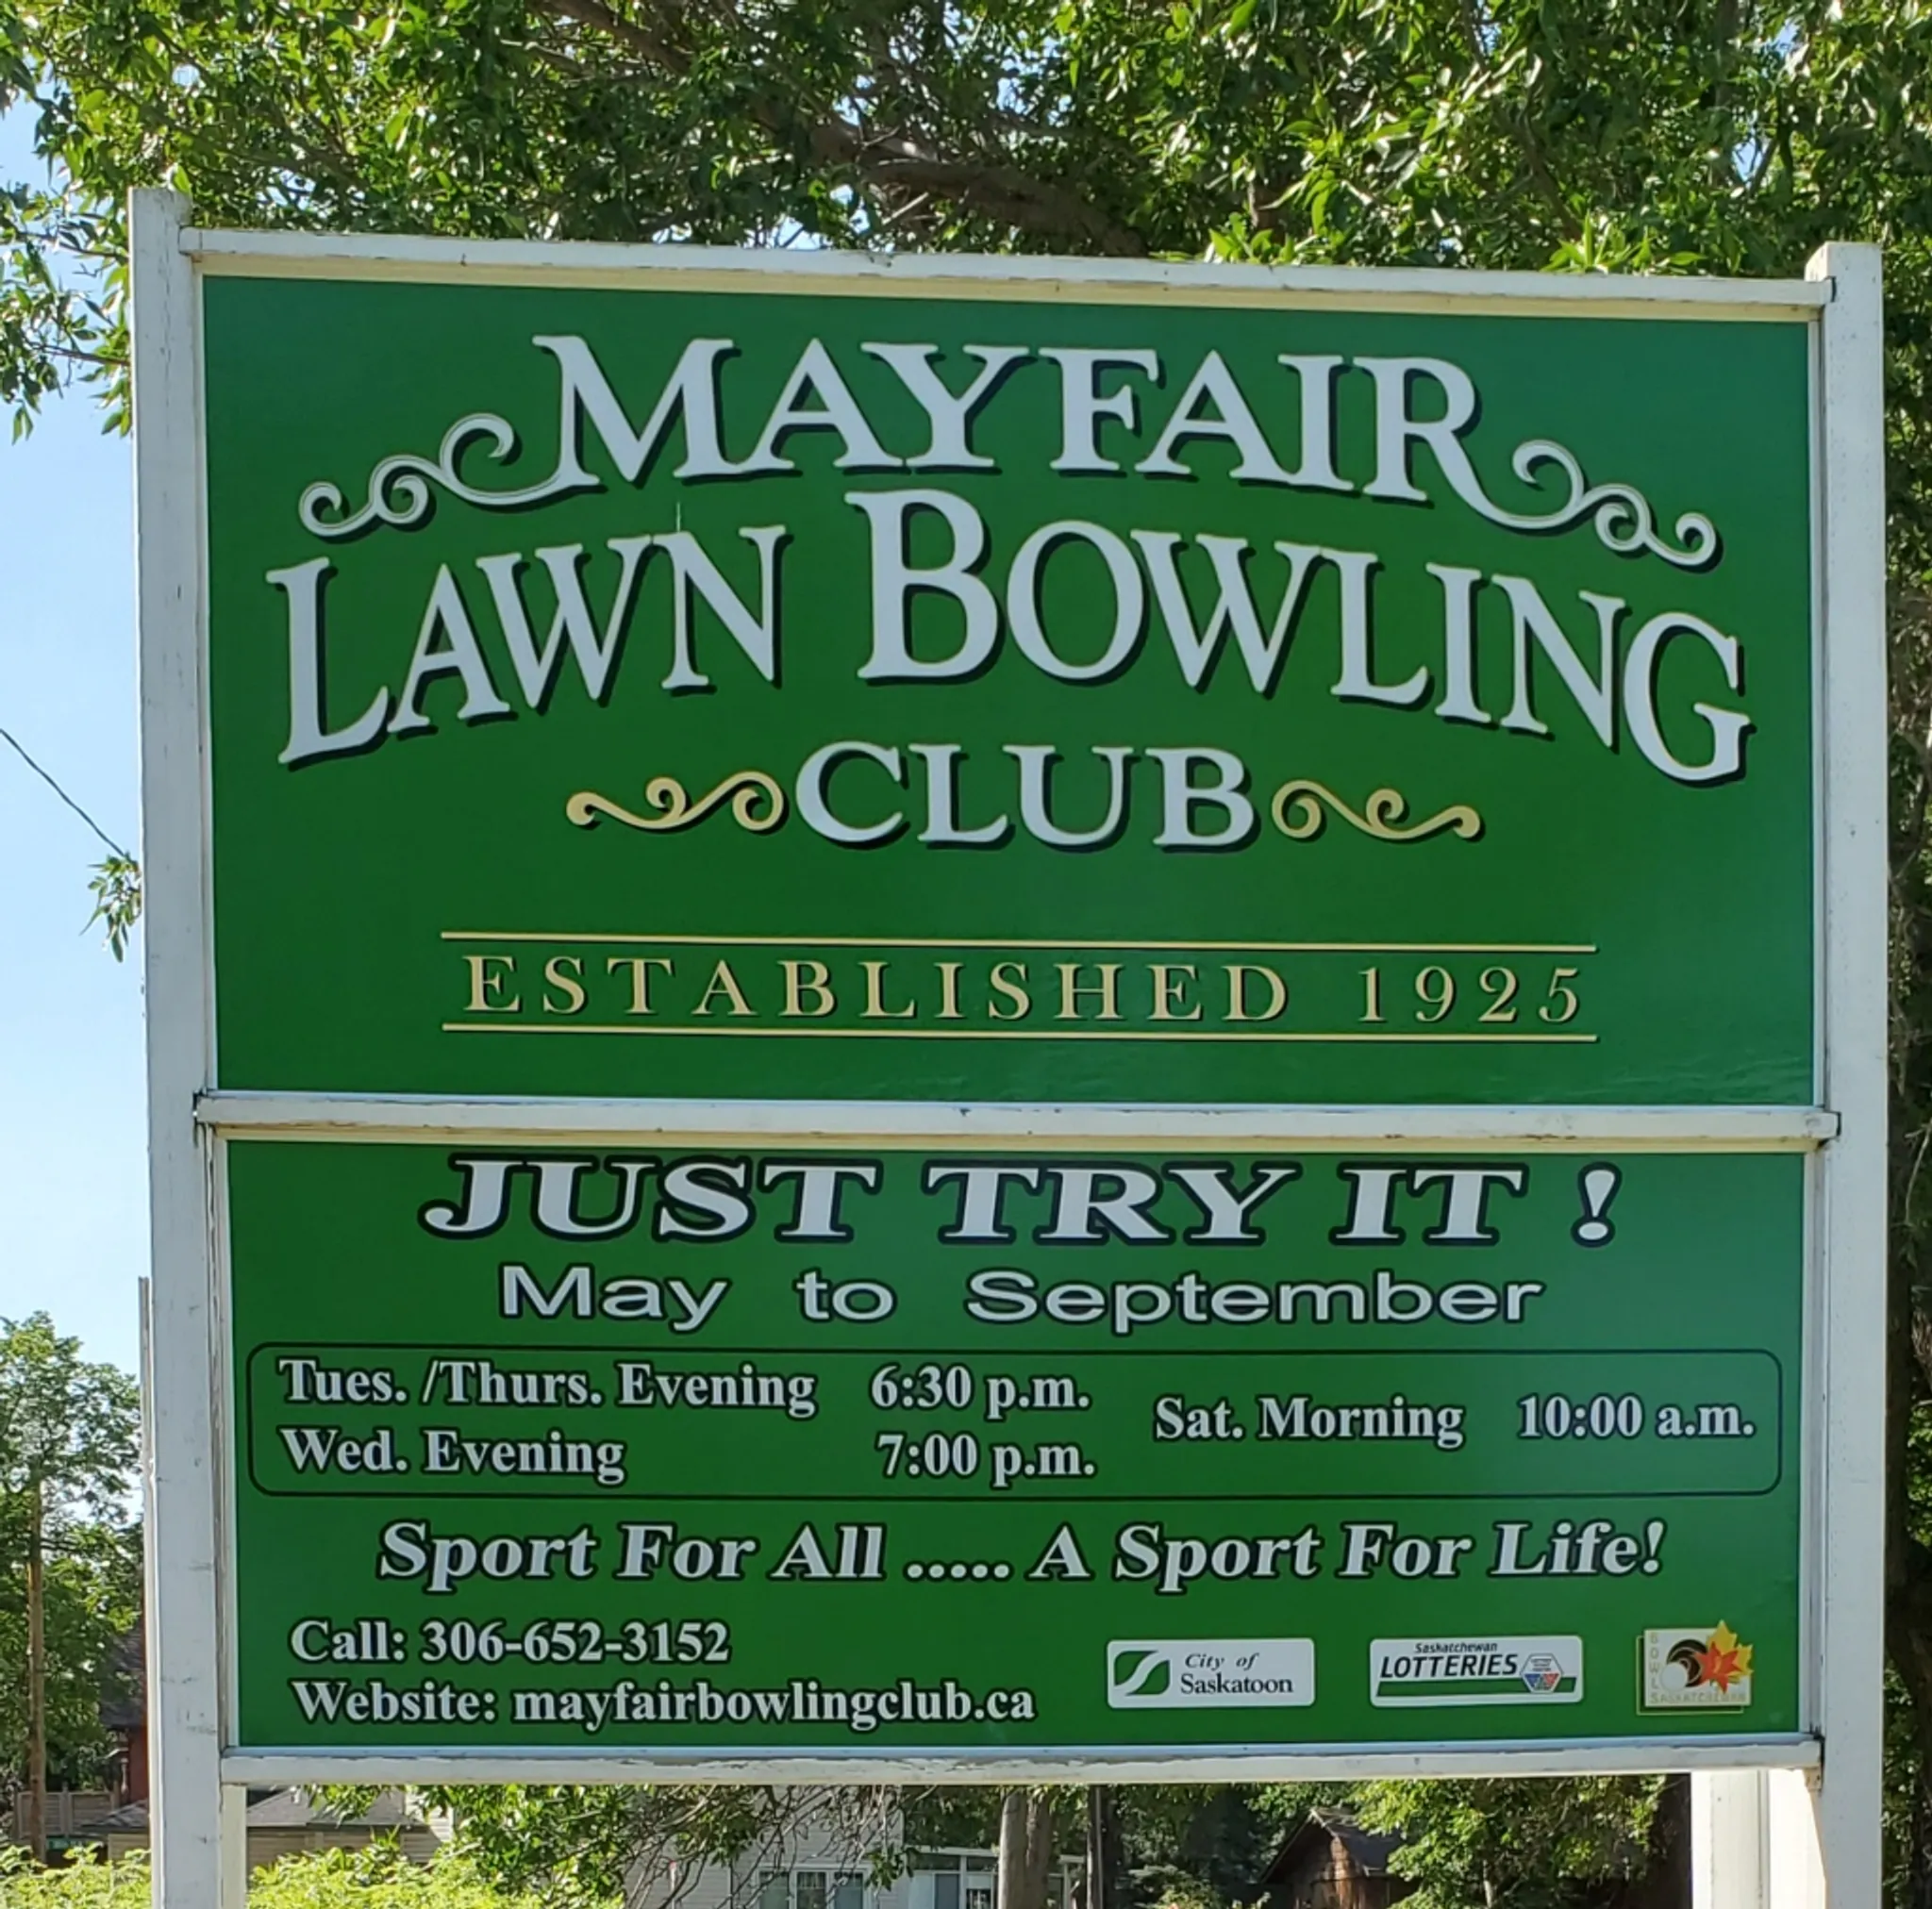 MAYFAIR
LAWN BOWLING
CLUB
ESTABLISHED 1925
JUST TRY IT !
May to September
Tues. /Thurs. Evening 6:30 p.m.
Wed. Evening 7:00 p.m.
Sat. Morning 10:00 a.m.
Sport For All ..... A Sport For Life!
Call: 306-652-3152
Website: mayfairbowlingclub.ca
City of
Saskatoon
Saskatchewan
LOTTERIES
BOWLS
SASKATCHEWAN